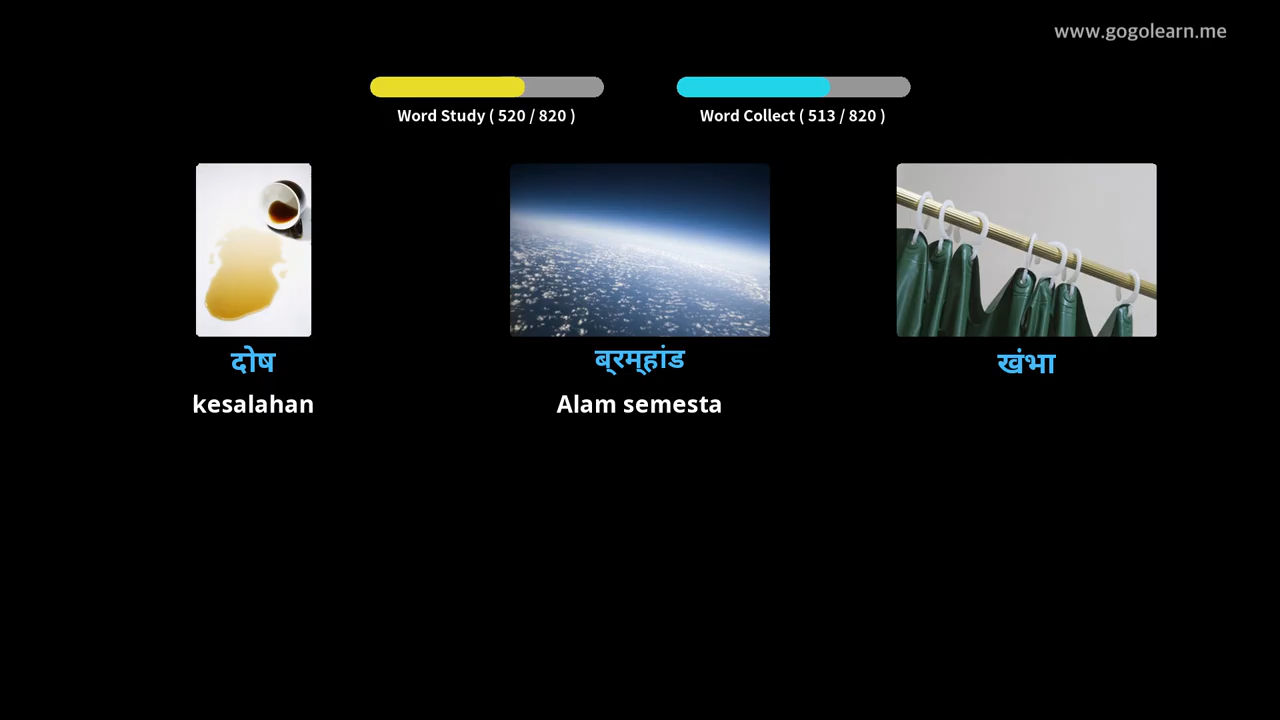 www.gogolearn.me
Word Study ( 520 / 820 )
Word Collect ( 513 / 820 )
दोष
ब्रम्हांड
खंभा
kesalahan
Alam semesta